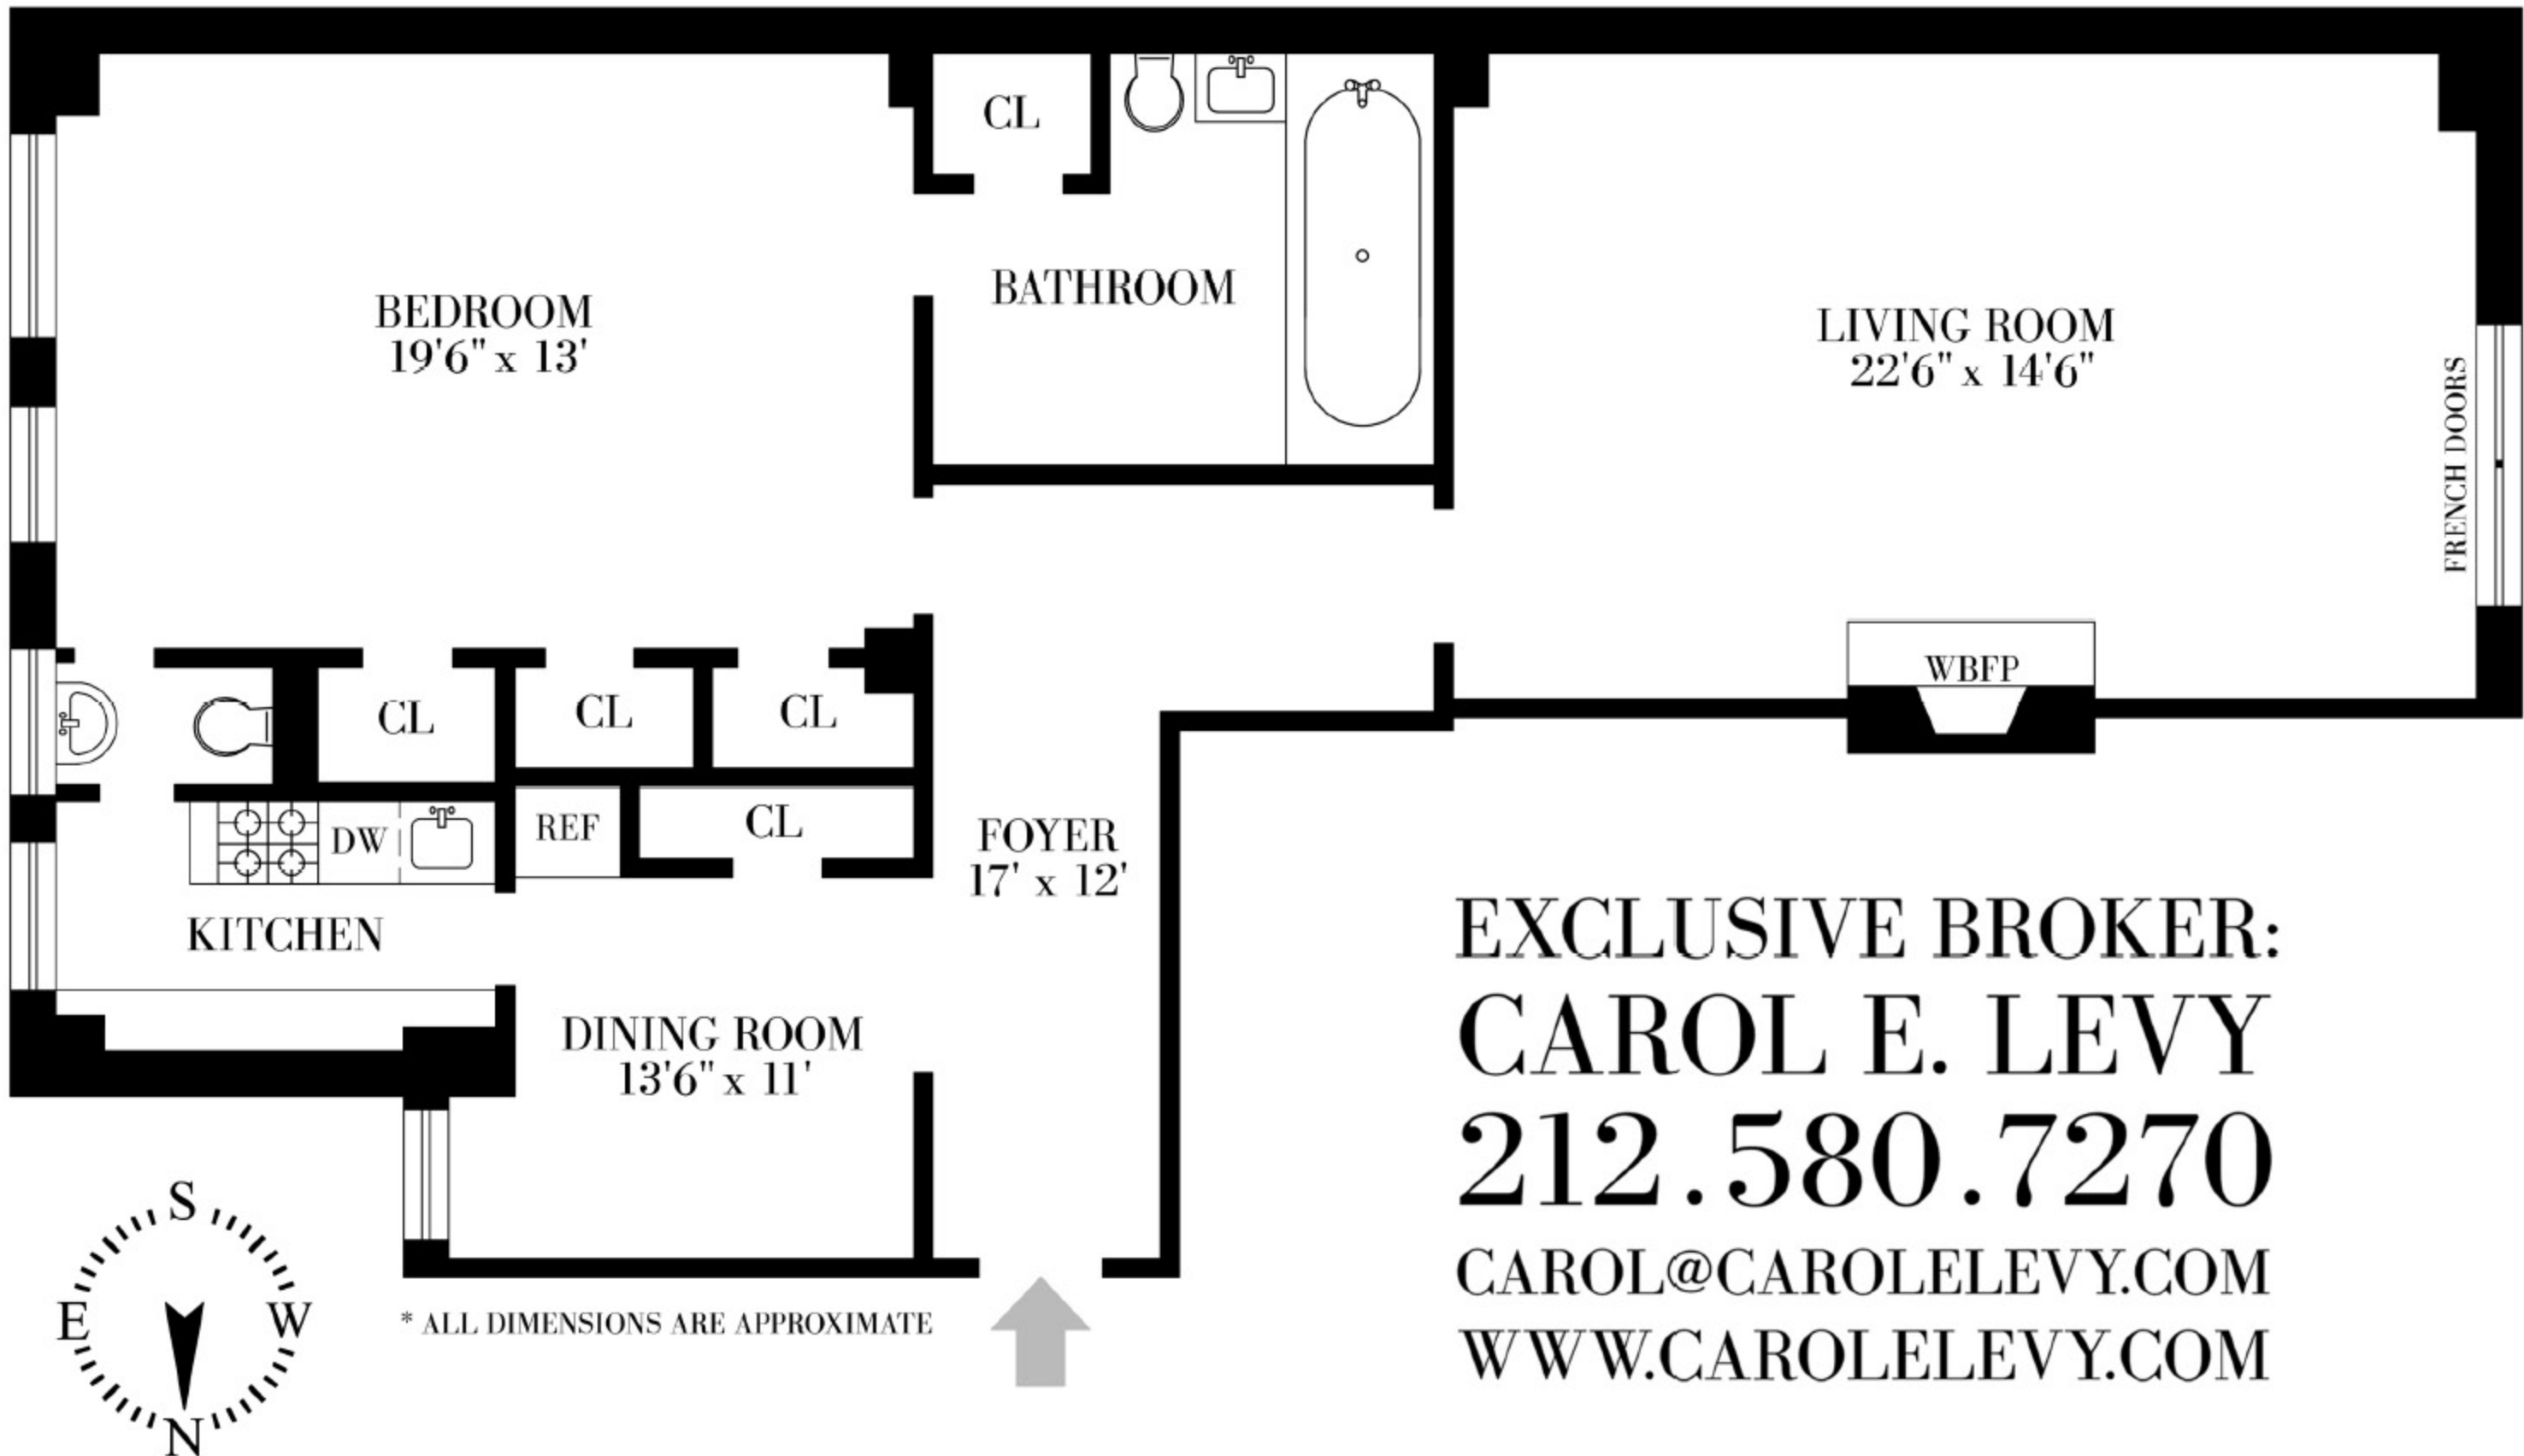 CL
BATHROOM
BEDROOM
19'6" x 13'
LIVING ROOM
22'6" x 14'6"
FRENCH DOORS
WBFP
CL
CL
CL
DW
REF
CL
FOYER
17' x 12'
KITCHEN
DINING ROOM
13'6" x 11'
EXCLUSIVE BROKER:
CAROL E. LEVY
212.580.7270
CAROL@CAROLELEVY.COM
WWW.CAROLELEVY.COM
S
E
W
N
* ALL DIMENSIONS ARE APPROXIMATE